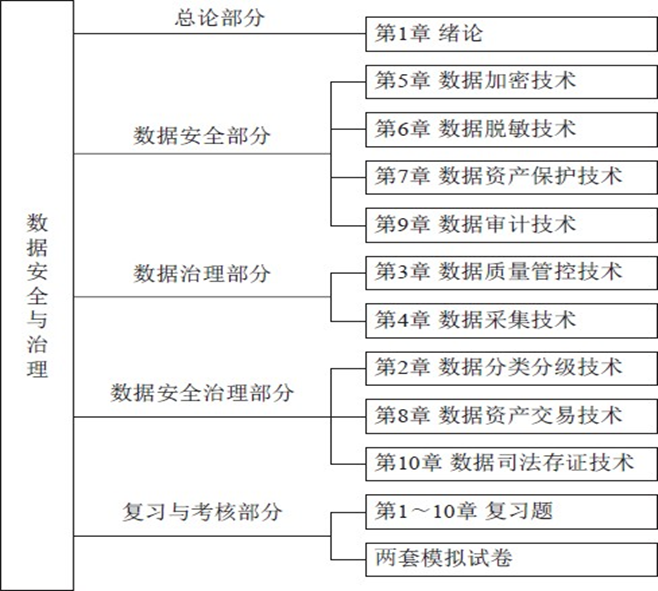 数据安全与治理
总论部分
第1章 绪论
数据安全部分
第5章 数据加密技术
第6章 数据脱敏技术
第7章 数据资产保护技术
第9章 数据审计技术
数据治理部分
第3章 数据质量管控技术
第4章 数据采集技术
数据安全治理部分
第2章 数据分类分级技术
第8章 数据资产交易技术
第10章 数据司法存证技术
复习与考核部分
第1～10章 复习题
两套模拟试卷